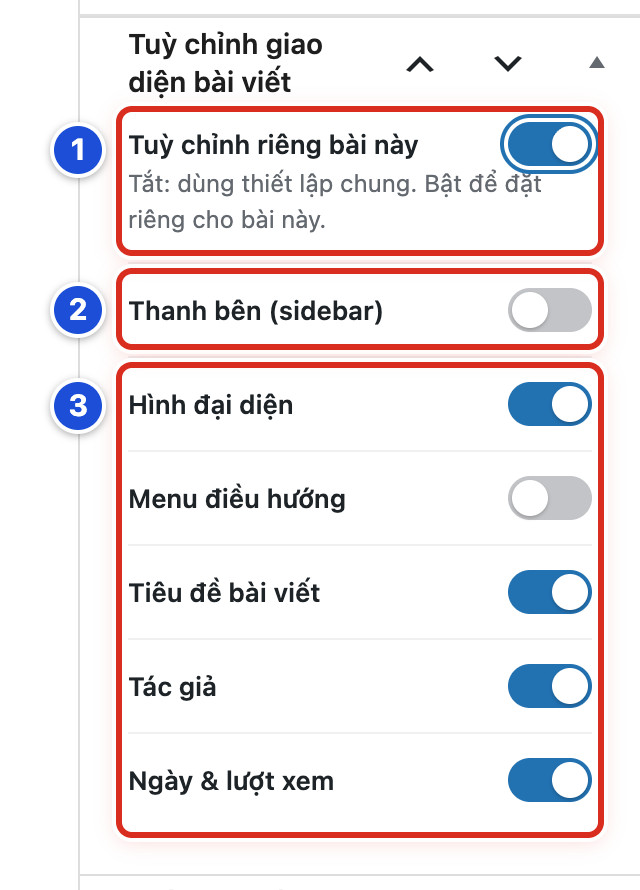 Tuỳ chỉnh giao
diện bài viết
1
Tuỳ chỉnh riêng bài này
Tắt: dùng thiết lập chung. Bật để đặt
riêng cho bài này.
2
Thanh bên (sidebar)
3
Hình đại diện
Menu điều hướng
Tiêu đề bài viết
Tác giả
Ngày & lượt xem